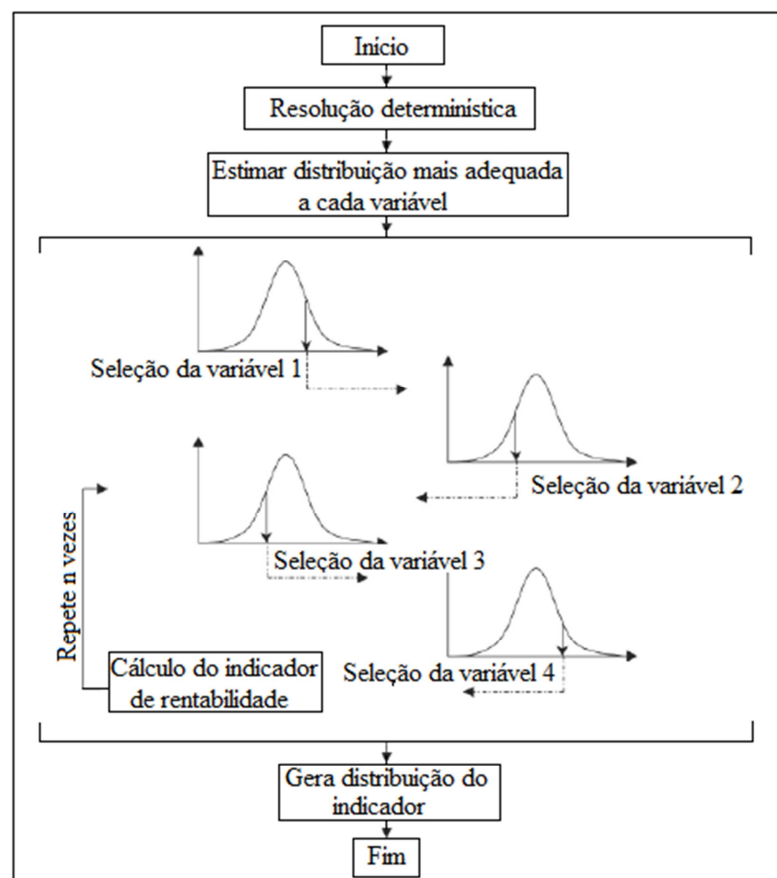 Início
Resolução determinística
Estimar distribuição mais adequada
a cada variável
Seleção da variável 1
Seleção da variável 2
Seleção da variável 3
Seleção da variável 4
Repete n vezes
Cálculo do indicador
de rentabilidade
Gera distribuição do
indicador
Fim